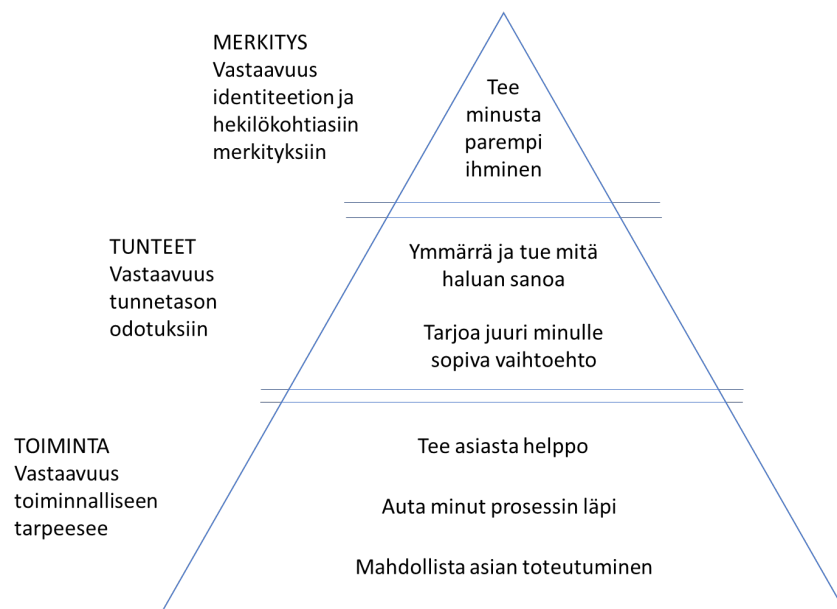 MERKITYS
Vastaavuus
identiteetion ja
hekilökohtiasiin
merkityksiin
Tee
minusta
parempi
ihminen
TUNTEET
Vastaavuus
tunnetason
odotuksiin
Ymmärrä ja tue mitä
haluan sanoa
Tarjoa juuri minulle
sopiva vaihtoehto
TOIMINTA
Vastaavuus
toiminnalliseen
tarpeesee
Tee asiasta helppo
Auta minut prosessin läpi
Mahdollista asian toteutuminen